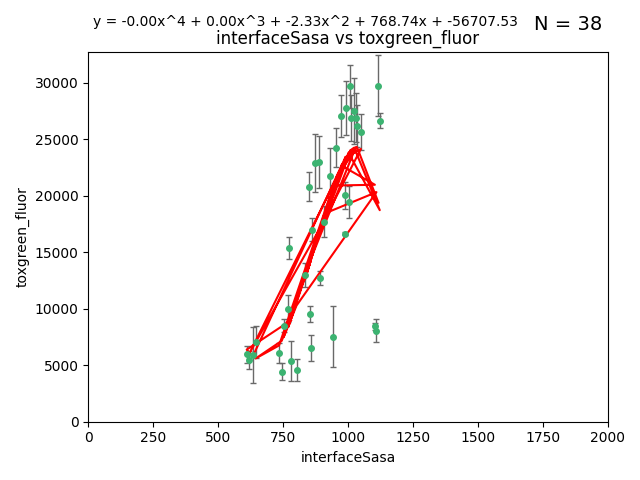 y = -0.00x^4 + 0.00x^3 + -2.33x^2 + 768.74x + -56707.53
N = 38
interfaceSasa vs toxgreen_fluor
30000
25000
20000
15000
10000
5000
0
toxgreen_fluor
0 250 500 750 1000 1250 1500 1750 2000
interfaceSasa